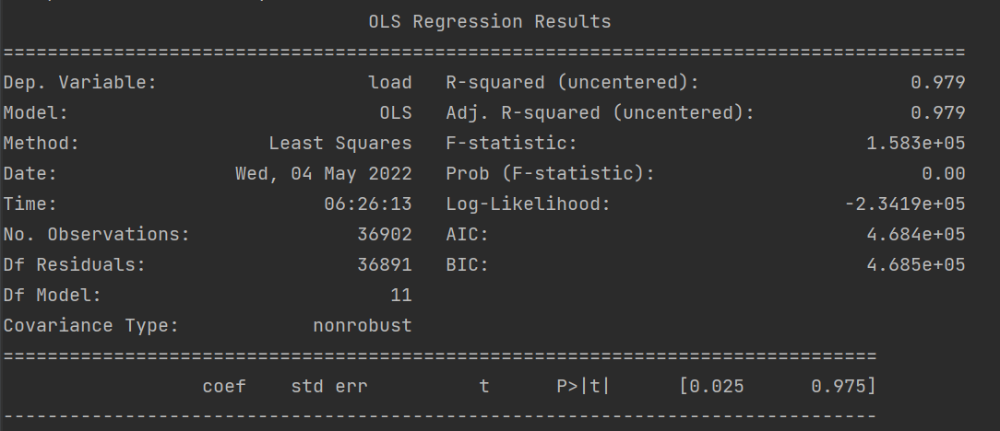 OLS Regression Results
==============================================================================­=========
Dep. Variable: load R-squared (uncentered): 0.979
Model: OLS Adj. R-squared (uncentered): 0.979
Method: Least Squares F-statistic: 1.583e+05
Date: Wed, 04 May 2022 Prob (F-statistic): 0.00
Time: 06:26:13 Log-Likelihood: -2.3419e+05
No. Observations: 36902 AIC: 4.684e+05
Df Residuals: 36891 BIC: 4.685e+05
Df Model: 11
Covariance Type: nonrobust
===============================================================================
coef std err t P>|t| [0.025 0.975]
-------------------------------------------------------------------------------